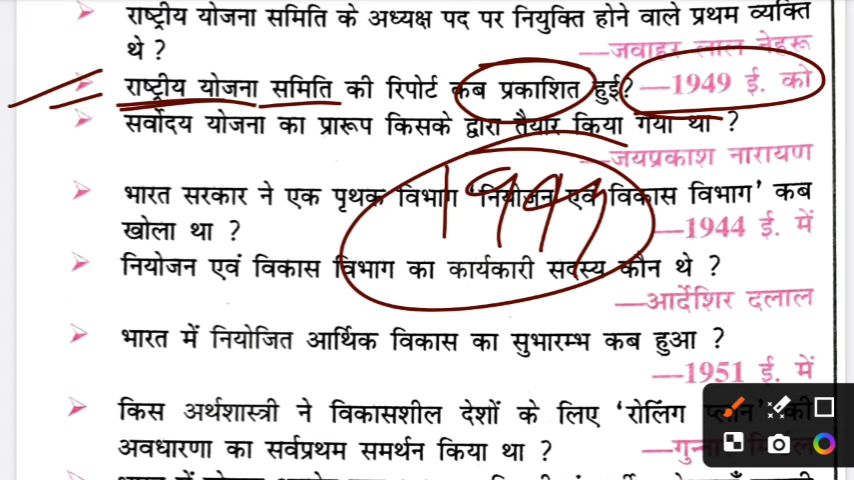 राष्ट्रीय योजना समिति के अध्यक्ष पद पर नियुक्ति होने वाले प्रथम व्यक्ति
थे ? —जवाहर लाल नेहरू
राष्ट्रीय योजना समिति की रिपोर्ट कब प्रकाशित हुई? —1949 ई. को
सर्वोदय योजना का प्रारूप किसके द्वारा तैयार किया गया था ?
—जयप्रकाश नारायण
भारत सरकार ने एक पृथक विभाग 'नियोजन एवं विकास विभाग' कब
खोला था ? —1944 ई. में
नियोजन एवं विकास विभाग का कार्यकारी सदस्य कौन थे ?
—आर्देशिर दलाल
भारत में नियोजित आर्थिक विकास का सुभारम्भ कब हुआ ?
—1951 ई. में
किस अर्थशास्त्री ने विकासशील देशों के लिए 'रोलिंग प्लान' की
अवधारणा का सर्वप्रथम समर्थन किया था ?